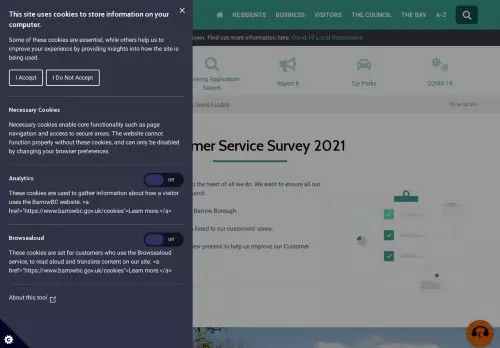 This site uses cookies to store information on your
computer.
Some of these cookies are essential, while others help us to
improve your experience by providing insights into how the site is
being used.
I Accept
I Do Not Accept
Necessary Cookies
Necessary cookies enable core functionality such as page
navigation and access to secure areas. The website cannot
function properly without these cookies, and can only be disabled
by changing your browser preferences.
Analytics
Off
These cookies are used to gather information about how a visitor
uses the BarrowBC website. <a
href="https://www.barrowbc.gov.uk/cookies">Learn more.</a>
Browsealoud
Off
These cookies are set for customers who use the Browsealoud
service, to read aloud and translate content on our site. <a
href="https://www.barrowbc.gov.uk/cookies">Learn more.</a>
About this tool
RESIDENTS
BUSINESS
VISITORS
THE COUNCIL
THE BAY
A-Z
down. Find out more information here: Covid-19 Local Restrictions
Planning Application
Search
Report It
Car Parks
COVID-19
mer Service Survey 2021
t the heart of all we do. We want to ensure all our
ncil.
Barrow Borough.
listed to our customers' views.
iew process to help us improve our Customer